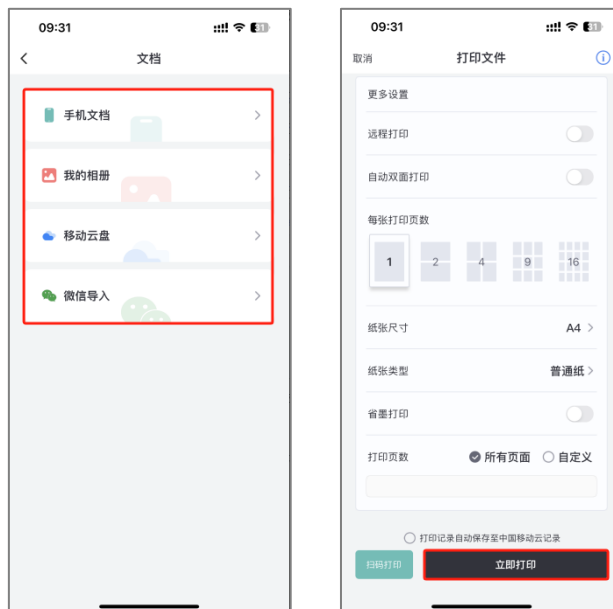 09:31
31
文档
手机文档
我的相册
移动云盘
微信导入
09:31
31
取消
打印文件
更多设置
远程打印
自动双面打印
每张打印页数
1 2 4 9 16
纸张尺寸 A4
纸张类型 普通纸
省墨打印
打印页数 所有页面 自定义
打印记录自动保存至中国移动云记录
扫码打印 立即打印